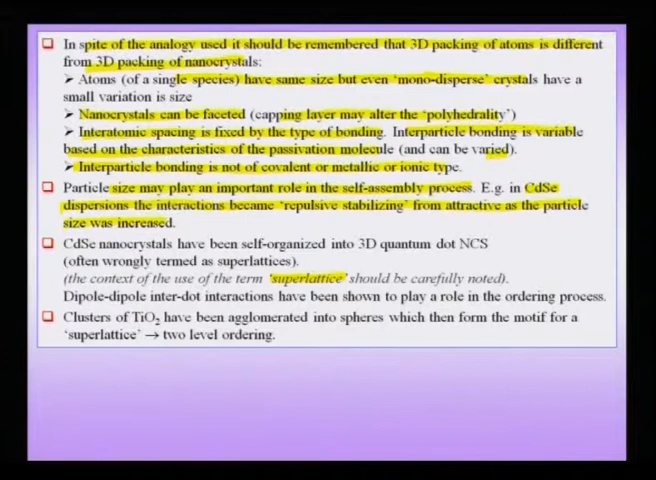 ❑ In spite of the analogy used it should be remembered that 3D packing of atoms is different
from 3D packing of nanocrystals:
➤ Atoms (of a single species) have same size but even 'mono-disperse' crystals have a
small variation is size
➤ Nanocrystals can be faceted (capping layer may alter the 'polyhedrality')
➤ Interatomic spacing is fixed by the type of bonding. Interparticle bonding is variable
based on the characteristics of the passivation molecule (and can be varied).
➤ Interparticle bonding is not of covalent or metallic or ionic type.
❑ Particle size may play an important role in the self-assembly process. E.g. in CdSe
dispersions the interactions became 'repulsive stabilizing' from attractive as the particle
size was increased.
❑ CdSe nanocrystals have been self-organized into 3D quantum dot NCS
(often wrongly termed as superlattices).
(the context of the use of the term 'superlattice' should be carefully noted).
Dipole-dipole inter-dot interactions have been shown to play a role in the ordering process.
❑ Clusters of TiO₂ have been agglomerated into spheres which then form the motif for a
'superlattice' → two level ordering.